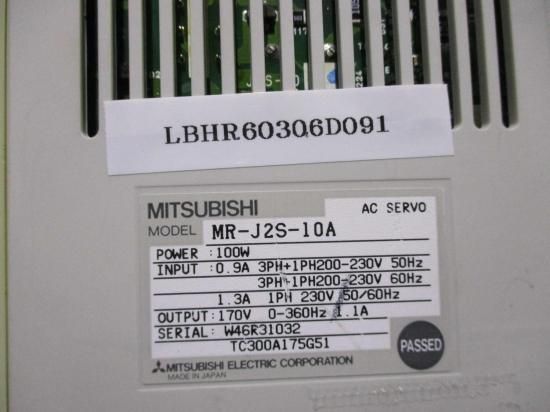 LBHR60306D091
MITSUBISHI AC SERVO
MODEL MR-J2S-10A
POWER :100W
INPUT :0.9A 3PH+1PH200-230V 50Hz
3PH+1PH200-230V 60Hz
1.3A 1PH 230V 50/60Hz
OUTPUT:170V 0-360Hz 1.1A
SERIAL: W46R31032
TC300A175G51
PASSED
MITSUBISHI ELECTRIC CORPORATION
MADE IN JAPAN